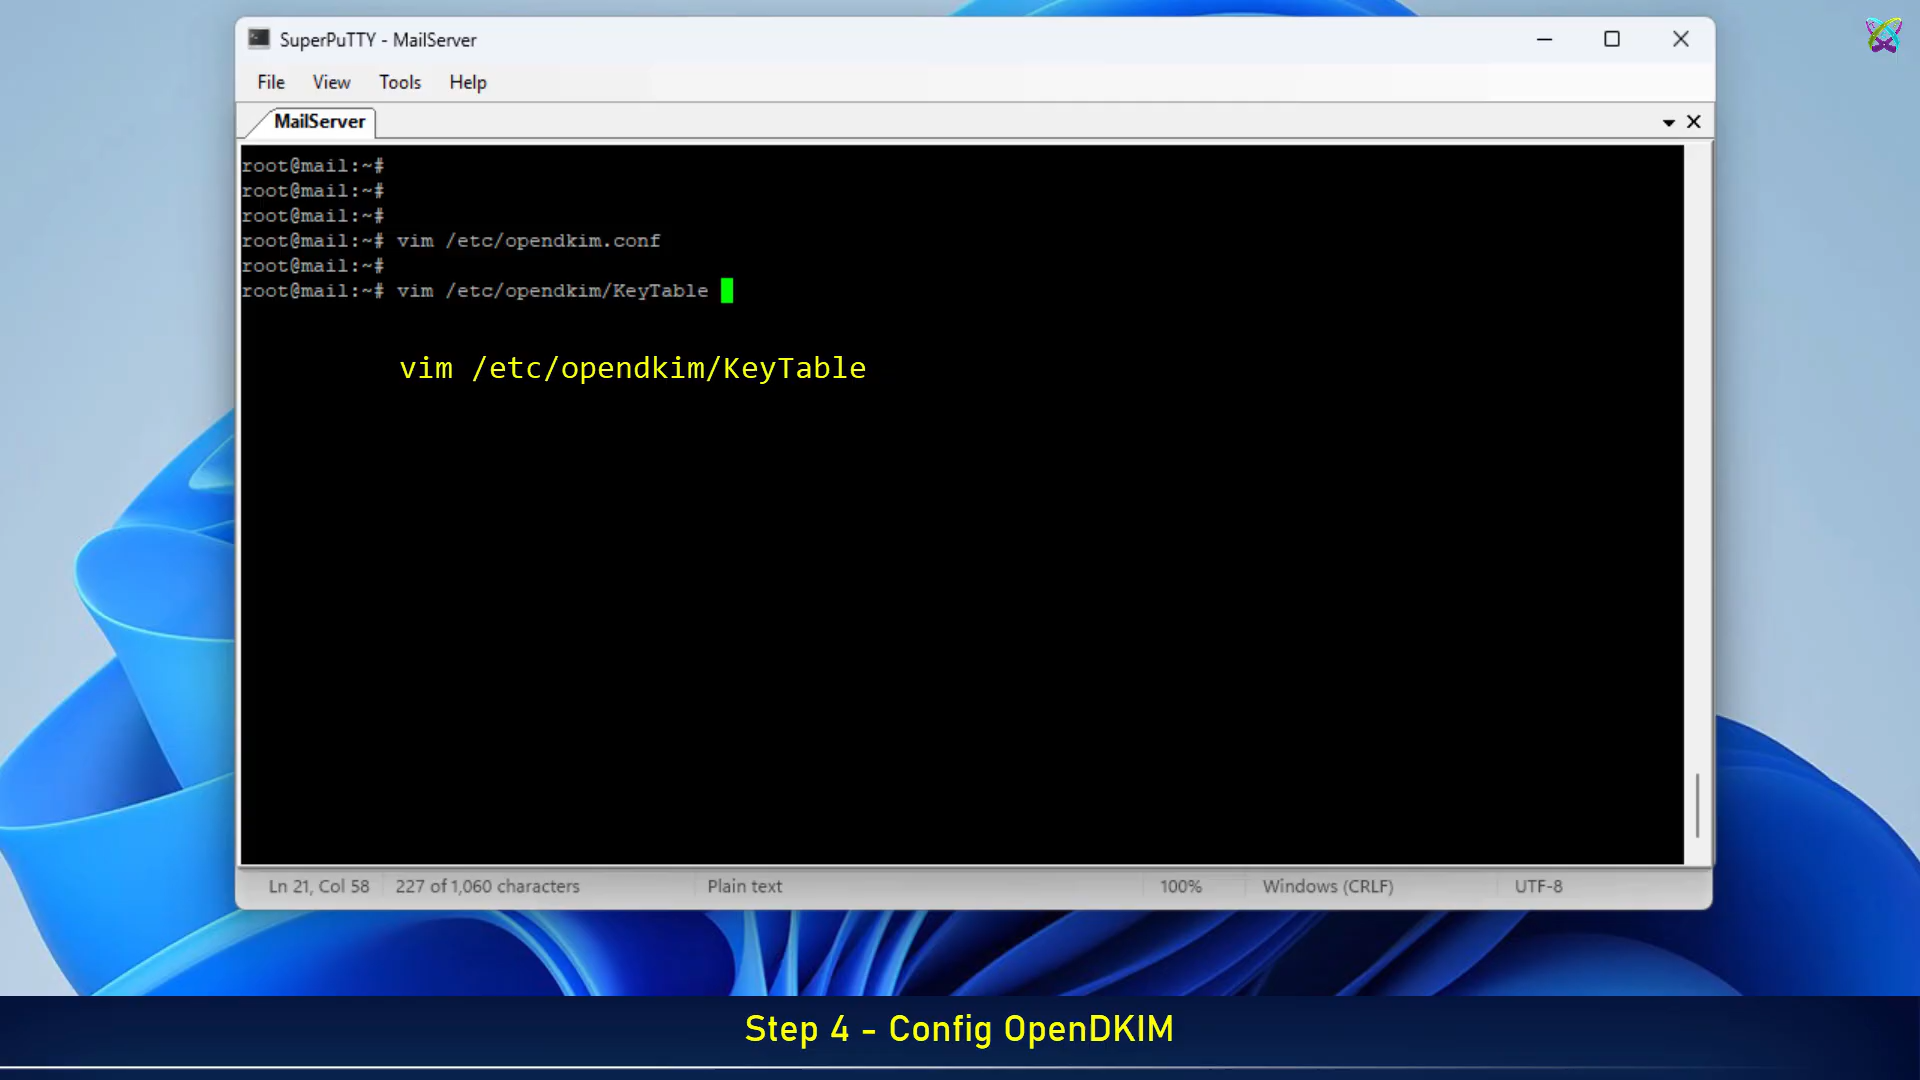 SuperPuTTY - MailServer
File View Tools Help
MailServer
root@mail:~#
root@mail:~#
root@mail:~#
root@mail:~# vim /etc/opendkim.conf
root@mail:~#
root@mail:~# vim /etc/opendkim/KeyTable
vim /etc/opendkim/KeyTable
Ln 21, Col 58 227 of 1,060 characters Plain text 100% Windows (CRLF) UTF-8
Step 4 - Config OpenDKIM